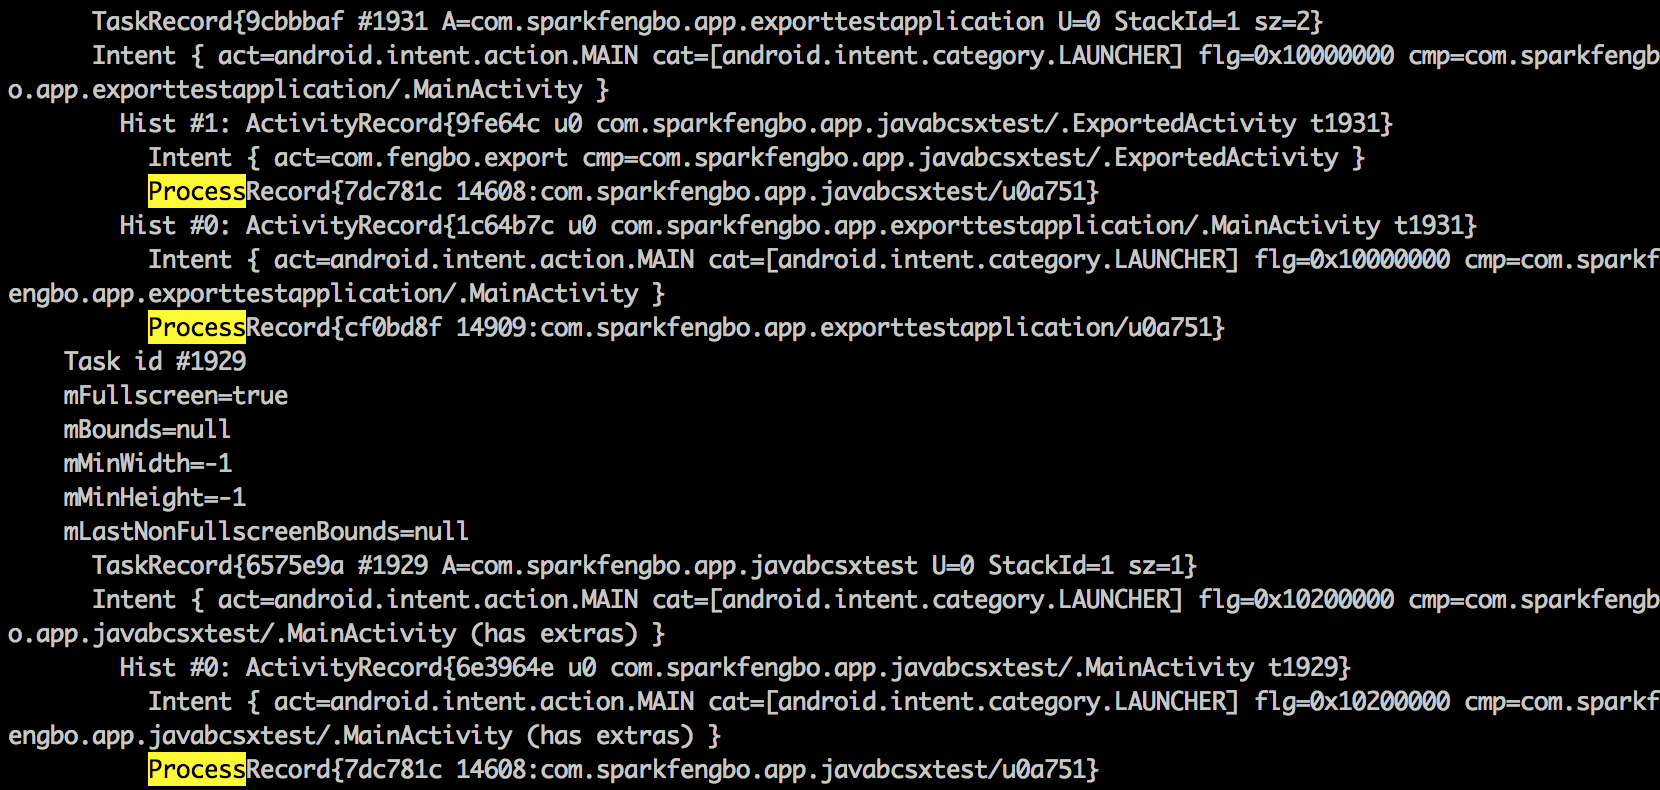 TaskRecord{9cbbbaf #1931 A=com.sparkfengbo.app.exporttestapplication U=0 StackId=1 sz=2}
Intent { act=android.intent.action.MAIN cat=[android.intent.category.LAUNCHER] flg=0x10000000 cmp=com.sparkfengb
o.app.exporttestapplication/.MainActivity }
Hist #1: ActivityRecord{9fe64c u0 com.sparkfengbo.app.javabcsxtest/.ExportedActivity t1931}
Intent { act=com.fengbo.export cmp=com.sparkfengbo.app.javabcsxtest/.ExportedActivity }
ProcessRecord{7dc781c 14608:com.sparkfengbo.app.javabcsxtest/u0a751}
Hist #0: ActivityRecord{1c64b7c u0 com.sparkfengbo.app.exporttestapplication/.MainActivity t1931}
Intent { act=android.intent.action.MAIN cat=[android.intent.category.LAUNCHER] flg=0x10000000 cmp=com.sparkf
engbo.app.exporttestapplication/.MainActivity }
ProcessRecord{cf0bd8f 14909:com.sparkfengbo.app.exporttestapplication/u0a751}
Task id #1929
mFullscreen=true
mBounds=null
mMinWidth=-1
mMinHeight=-1
mLastNonFullscreenBounds=null
TaskRecord{6575e9a #1929 A=com.sparkfengbo.app.javabcsxtest U=0 StackId=1 sz=1}
Intent { act=android.intent.action.MAIN cat=[android.intent.category.LAUNCHER] flg=0x10200000 cmp=com.sparkfengb
o.app.javabcsxtest/.MainActivity (has extras) }
Hist #0: ActivityRecord{6e3964e u0 com.sparkfengbo.app.javabcsxtest/.MainActivity t1929}
Intent { act=android.intent.action.MAIN cat=[android.intent.category.LAUNCHER] flg=0x10200000 cmp=com.sparkf
engbo.app.javabcsxtest/.MainActivity (has extras) }
ProcessRecord{7dc781c 14608:com.sparkfengbo.app.javabcsxtest/u0a751}